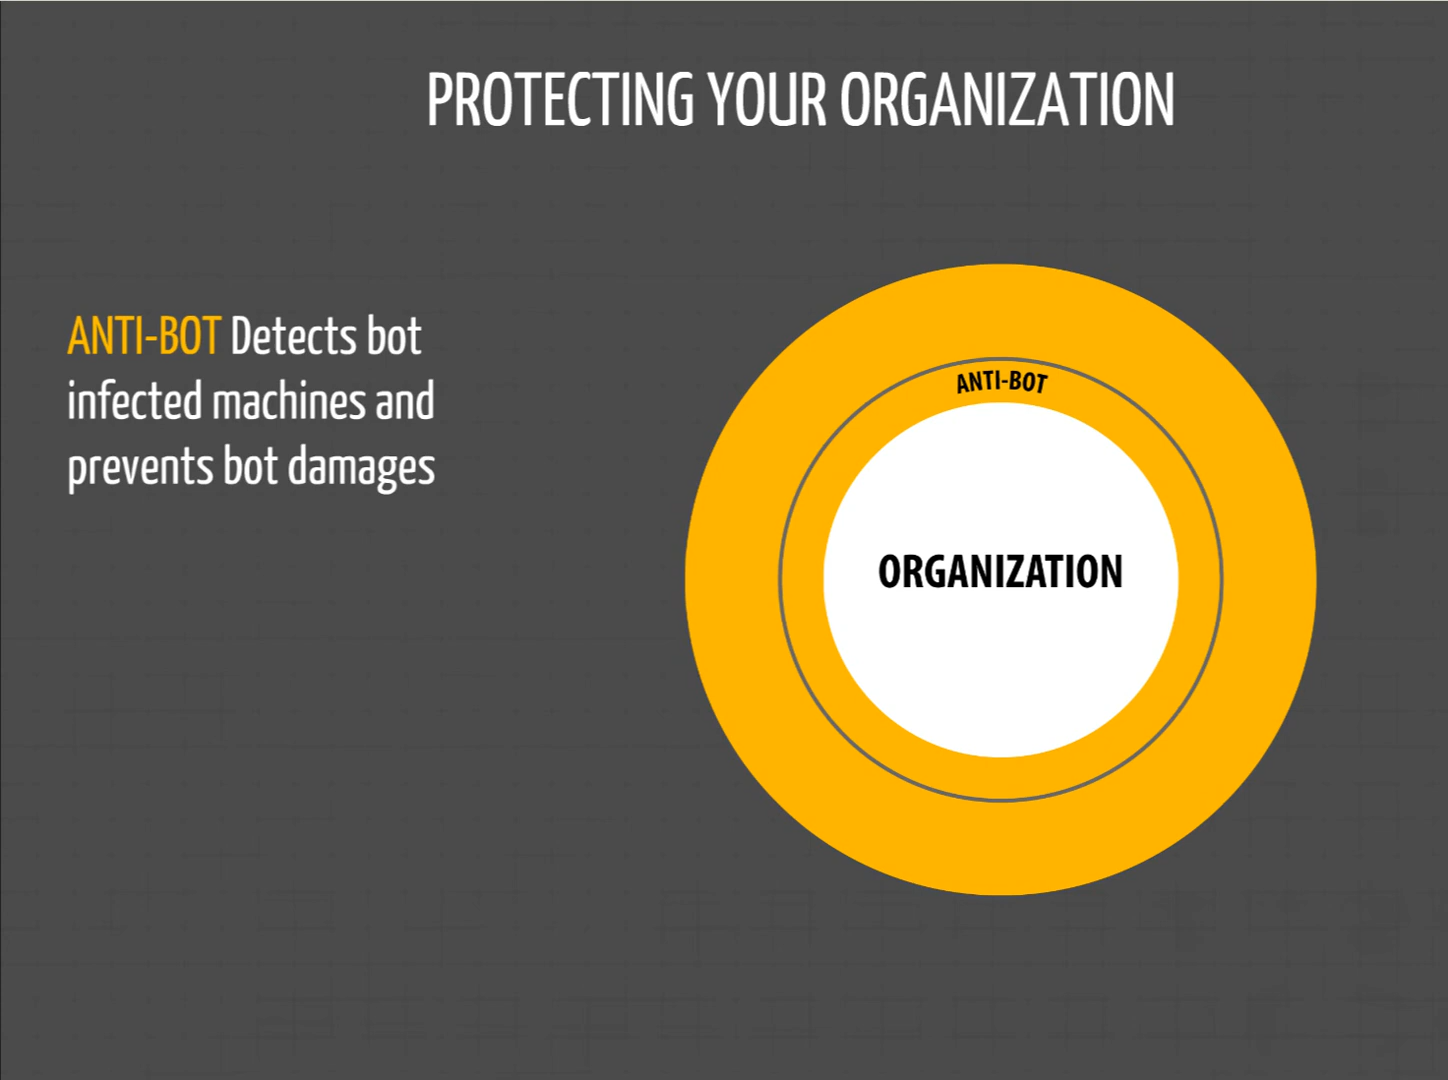 PROTECTING YOUR ORGANIZATION
ANTI-BOT Detects bot
infected machines and
prevents bot damages
ANTI-BOT
ORGANIZATION